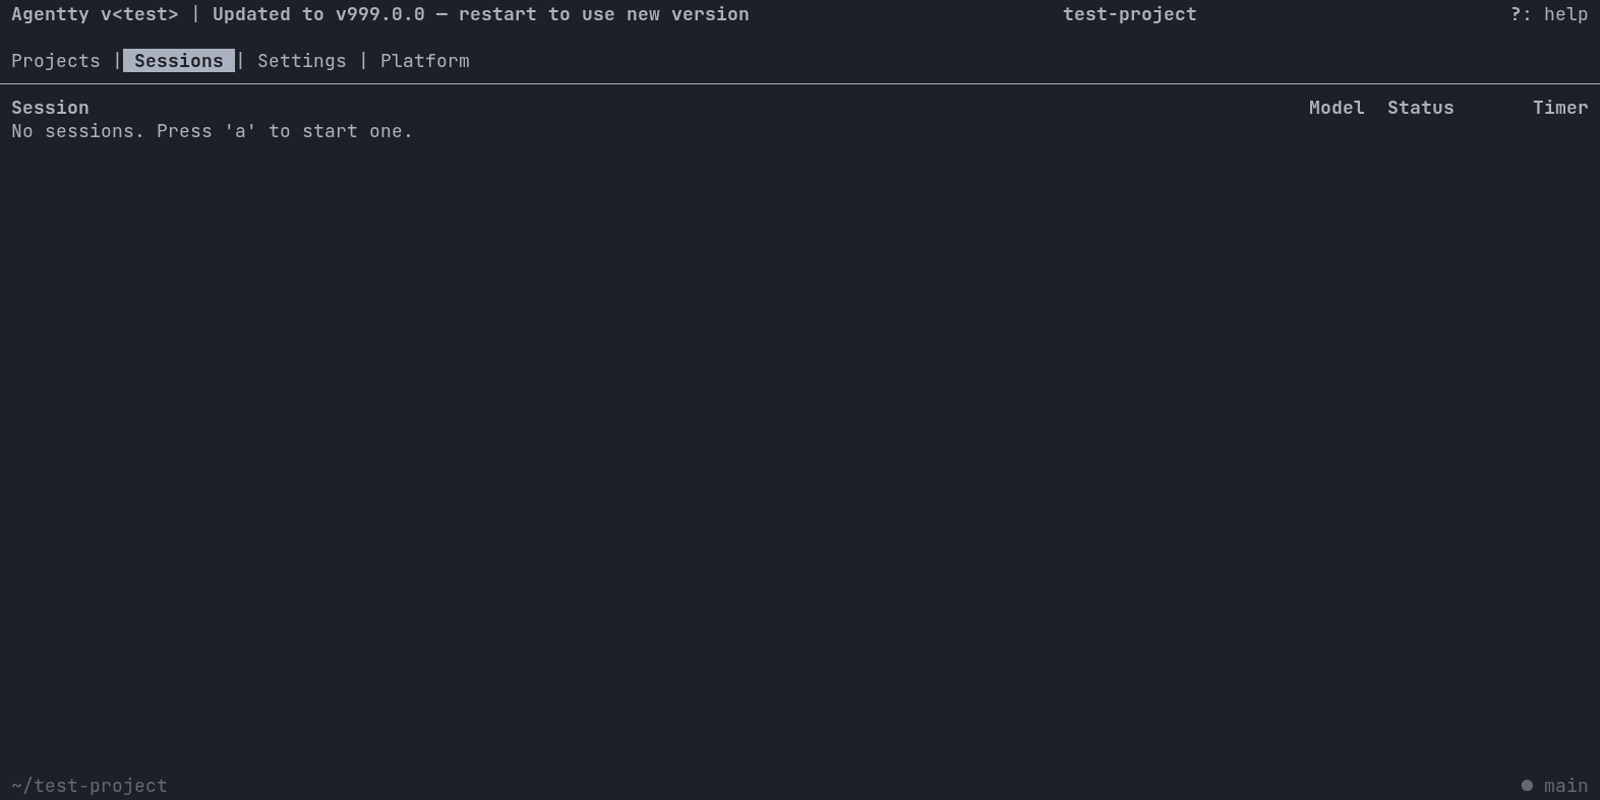 Agentty v<test> | Updated to v999.0.0 — restart to use new version test-project ?: help
Projects | Sessions | Settings | Platform
Session Model Status Timer
No sessions. Press 'a' to start one.
~/test-project ● main